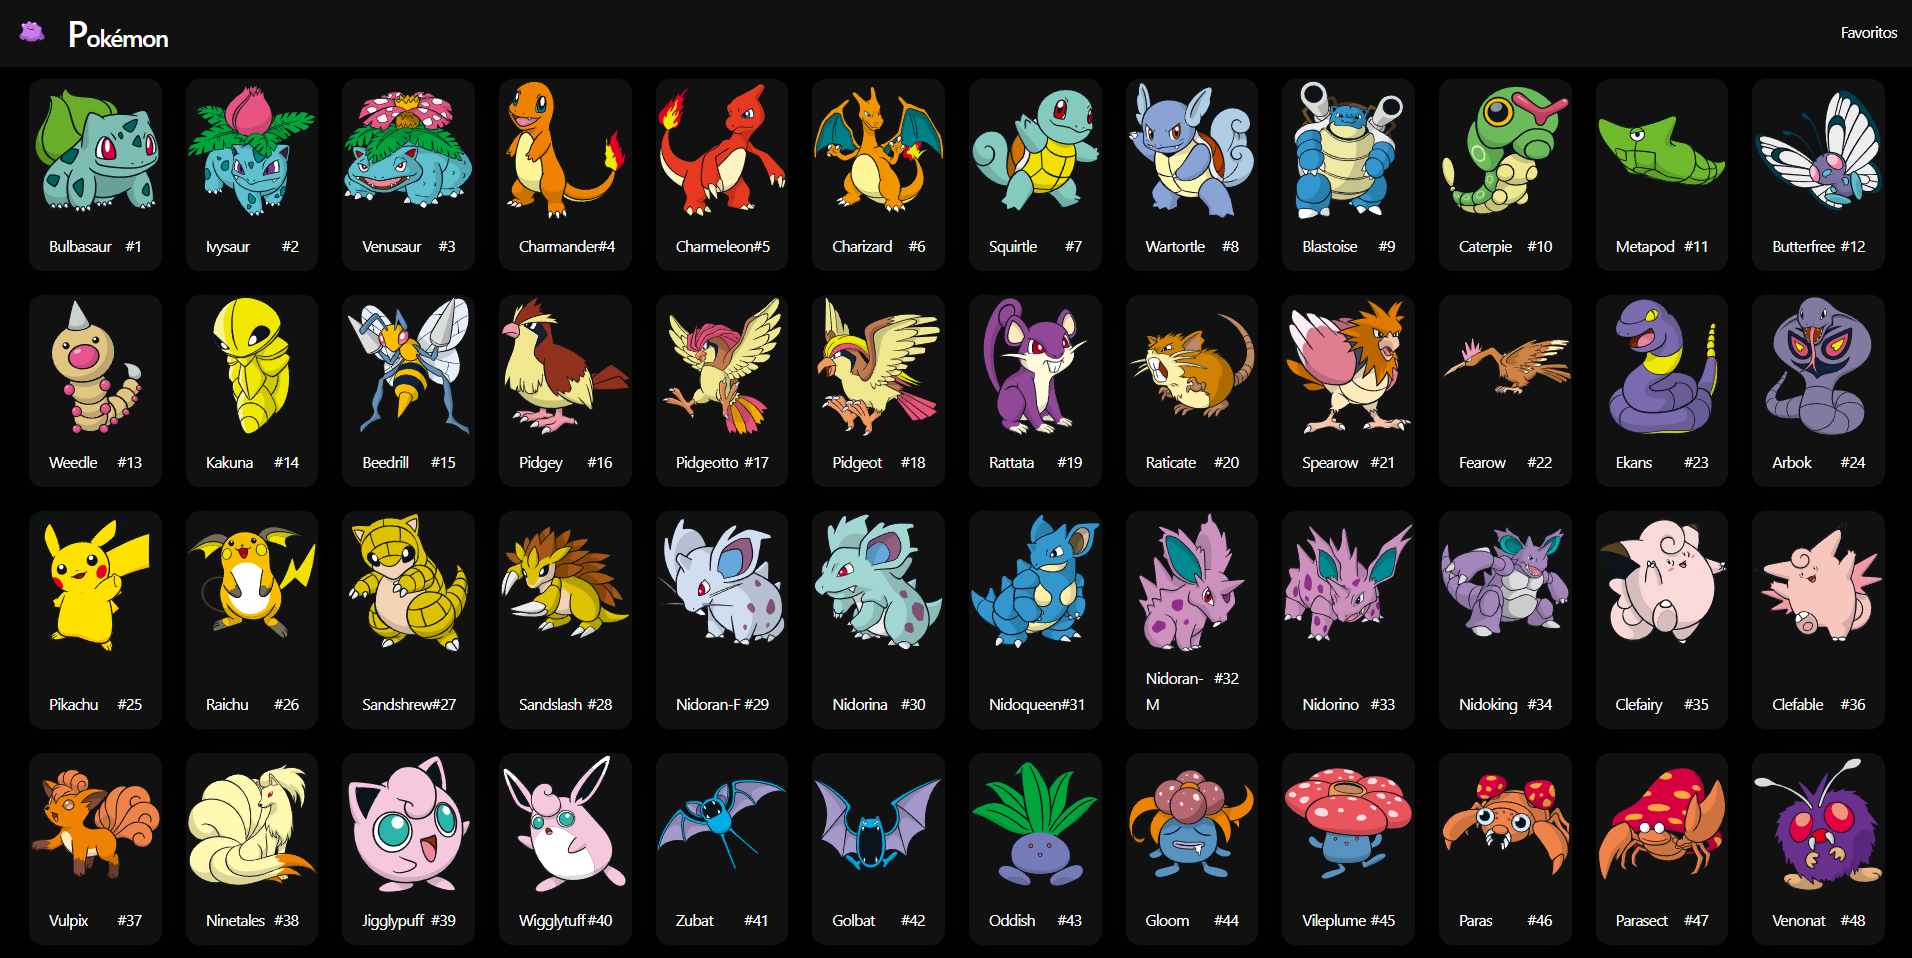 Pokémon
Favoritos
Bulbasaur #1
Ivysaur #2
Venusaur #3
Charmander#4
Charmeleon#5
Charizard #6
Squirtle #7
Wartortle #8
Blastoise #9
Caterpie #10
Metapod #11
Butterfree #12
Weedle #13
Kakuna #14
Beedrill #15
Pidgey #16
Pidgeotto #17
Pidgeot #18
Rattata #19
Raticate #20
Spearow #21
Fearow #22
Ekans #23
Arbok #24
Pikachu #25
Raichu #26
Sandshrew#27
Sandslash #28
Nidoran-F #29
Nidorina #30
Nidoqueen#31
Nidoran- #32
M
Nidorino #33
Nidoking #34
Clefairy #35
Clefable #36
Vulpix #37
Ninetales #38
Jigglypuff #39
Wigglytuff #40
Zubat #41
Golbat #42
Oddish #43
Gloom #44
Vileplume #45
Paras #46
Parasect #47
Venonat #48